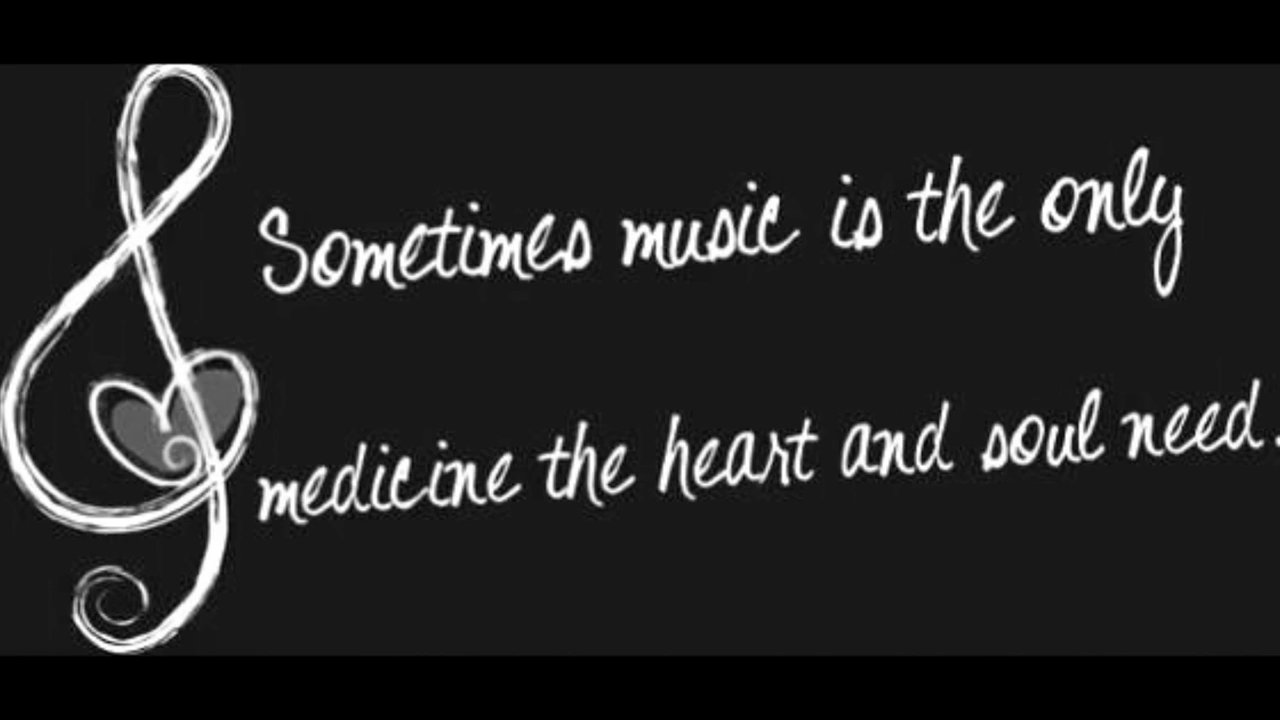 Sometimes music is the only
medicine the heart and soul need.